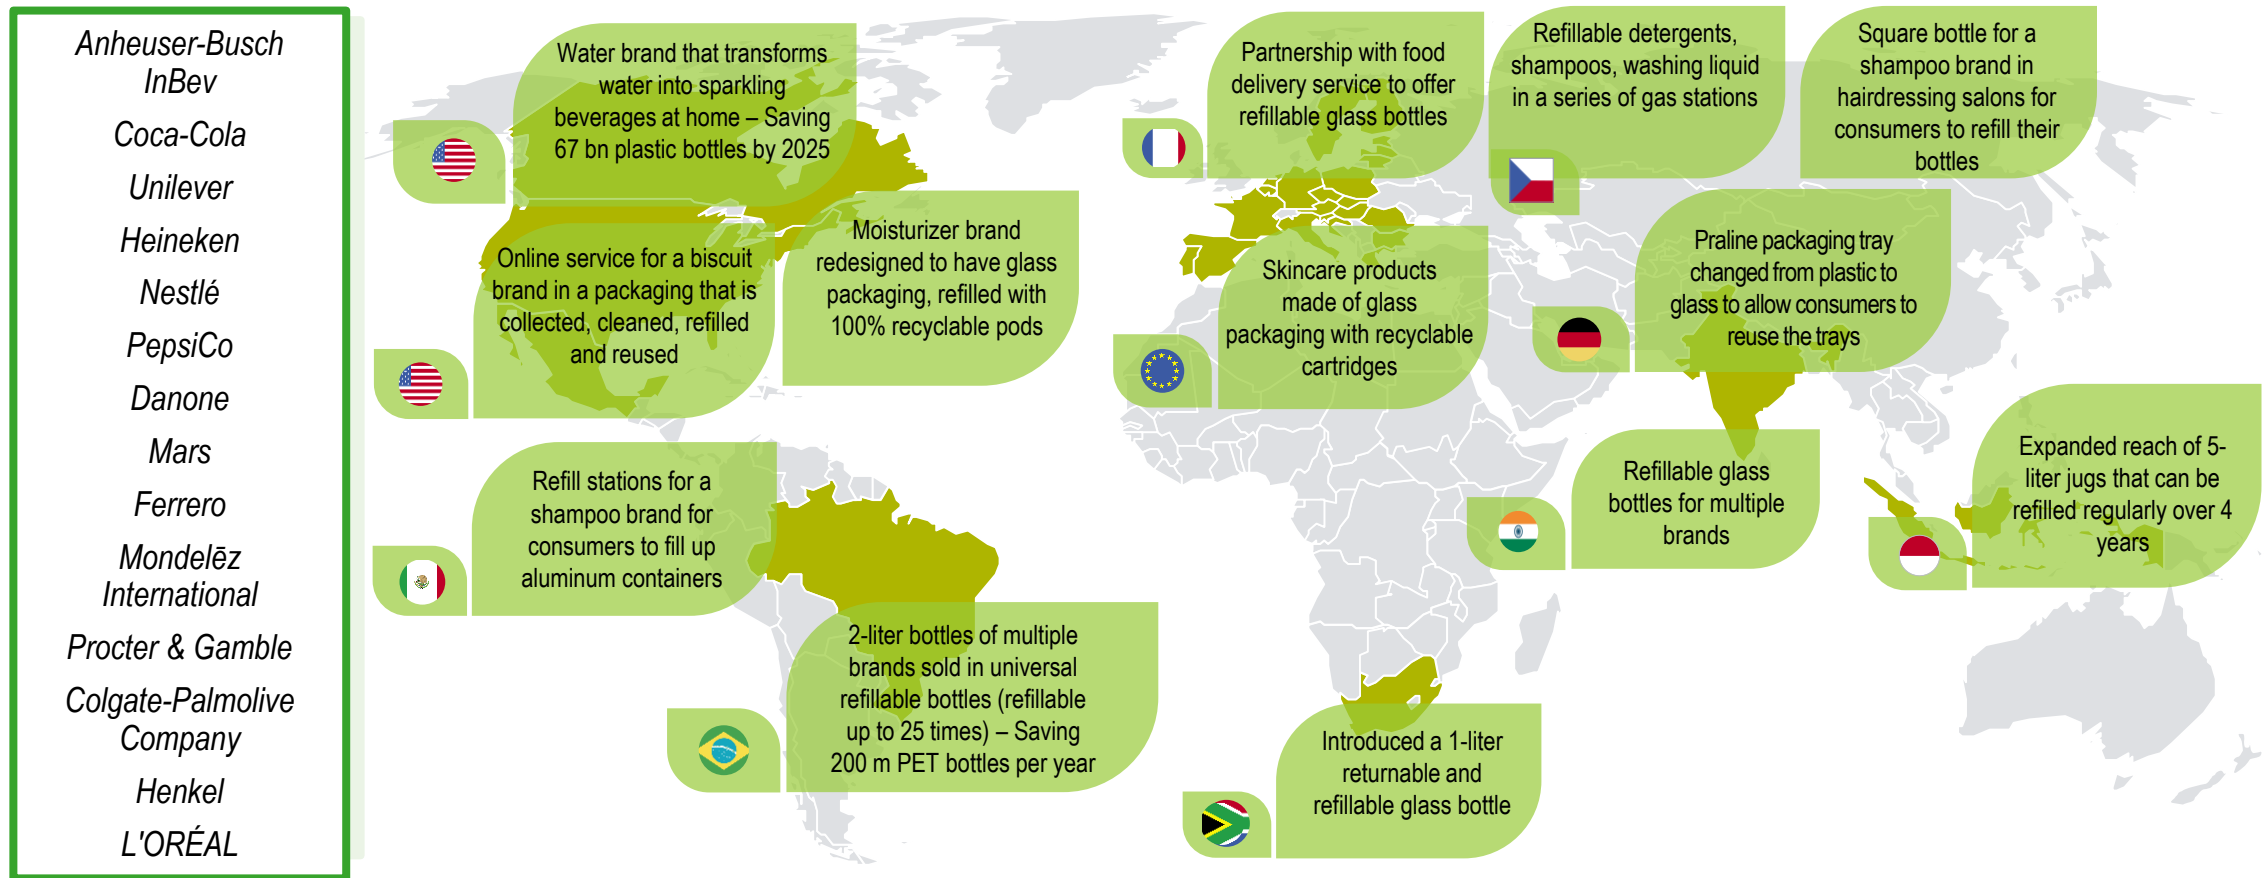 Anheuser-Busch
InBev
Coca-Cola
Unilever
Heineken
Nestlé
PepsiCo
Danone
Mars
Ferrero
Mondelēz
International
Procter & Gamble
Colgate-Palmolive
Company
Henkel
L'ORÉAL
Water brand that transforms
water into sparkling
beverages at home – Saving
67 bn plastic bottles by 2025
Online service for a biscuit
brand in a packaging that is
collected, cleaned, refilled
and reused
Moisturizer brand
redesigned to have glass
packaging, refilled with
100% recyclable pods
Refill stations for a
shampoo brand for
consumers to fill up
aluminum containers
2-liter bottles of multiple
brands sold in universal
refillable bottles (refillable
up to 25 times) – Saving
200 m PET bottles per year
Partnership with food
delivery service to offer
refillable glass bottles
Refillable detergents,
shampoos, washing liquid
in a series of gas stations
Square bottle for a
shampoo brand in
hairdressing salons for
consumers to refill their
bottles
Skincare products
made of glass
packaging with recyclable
cartridges
Praline packaging tray
changed from plastic to
glass to allow consumers to
reuse the trays
Refillable glass
bottles for multiple
brands
Expanded reach of 5-
liter jugs that can be
refilled regularly over 4
years
Introduced a 1-liter
returnable and
refillable glass bottle